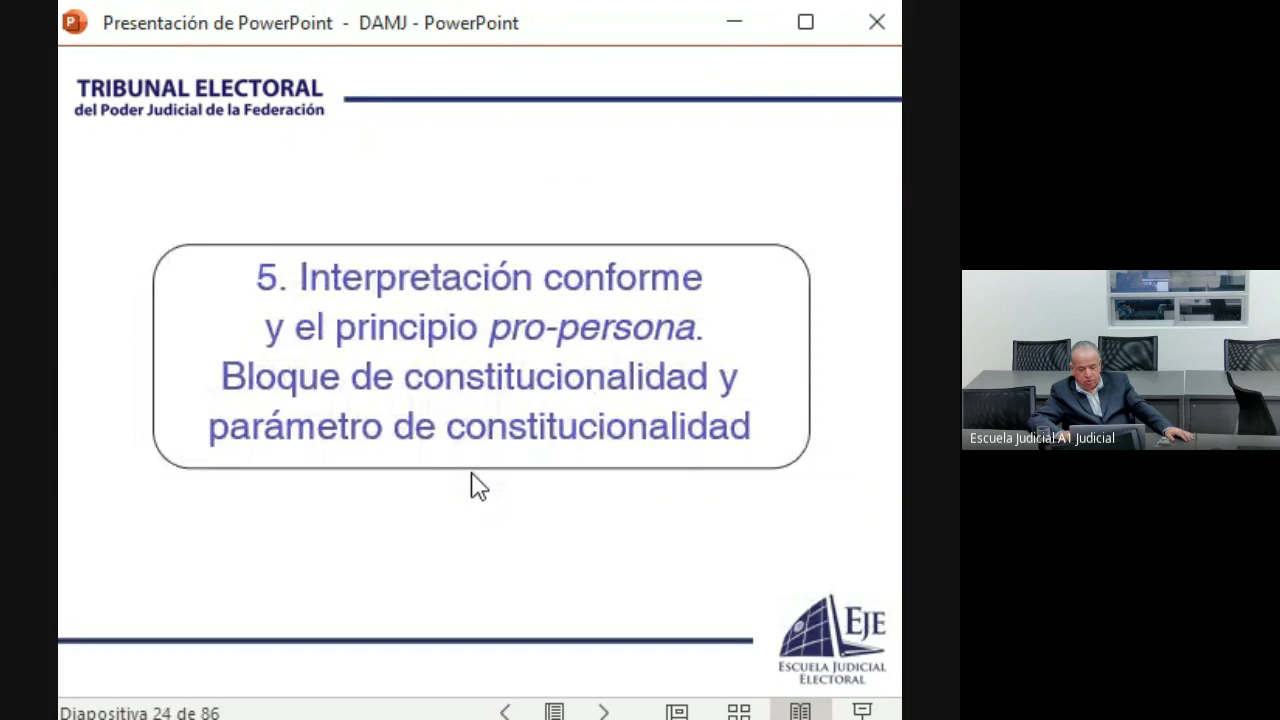 Presentación de PowerPoint - DAMJ - PowerPoint
TRIBUNAL ELECTORAL
del Poder Judicial de la Federación
5. Interpretación conforme
y el principio pro-persona.
Bloque de constitucionalidad y
parámetro de constitucionalidad
Escuela Judicial A1 Judicial
EJE
ESCUELA JUDICIAL
ELECTORAL
Diapositiva 24 de 86